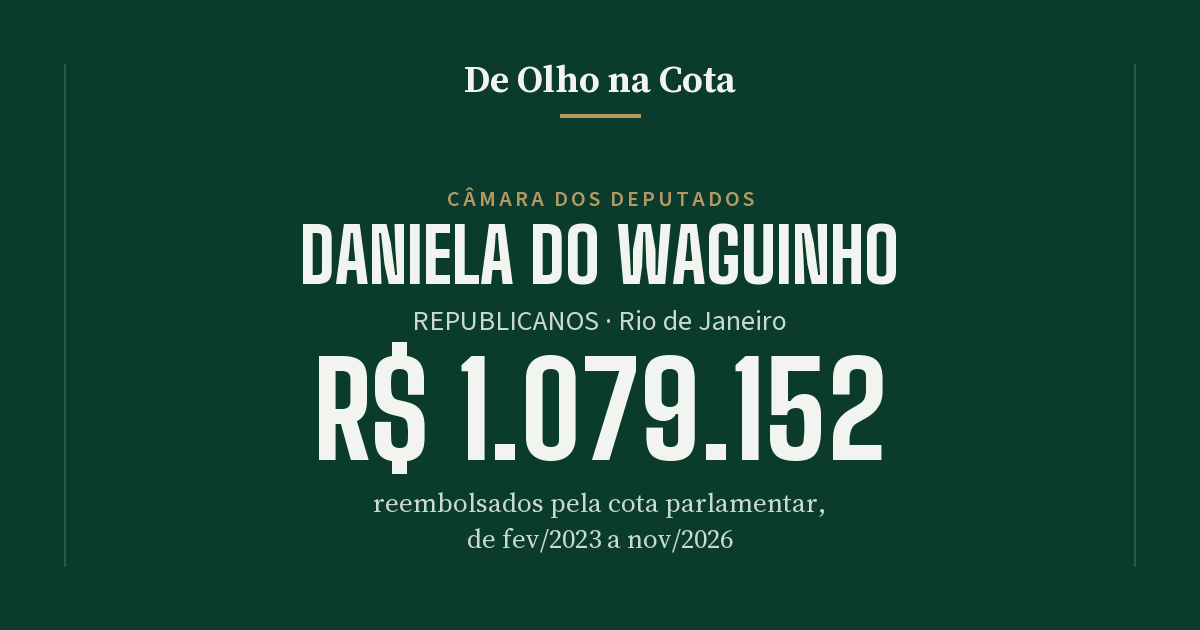 De Olho na Cota
CÂMARA DOS DEPUTADOS
DANIELA DO WAGUINHO
REPUBLICANOS · Rio de Janeiro
R$ 1.079.152
reembolsados pela cota parlamentar,
de fev/2023 a nov/2026